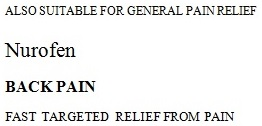 ALSO SUITABLE FOR GENERAL PAIN RELIEF
Nurofen
BACK PAIN
FAST TARGETED RELIEF FROM PAIN